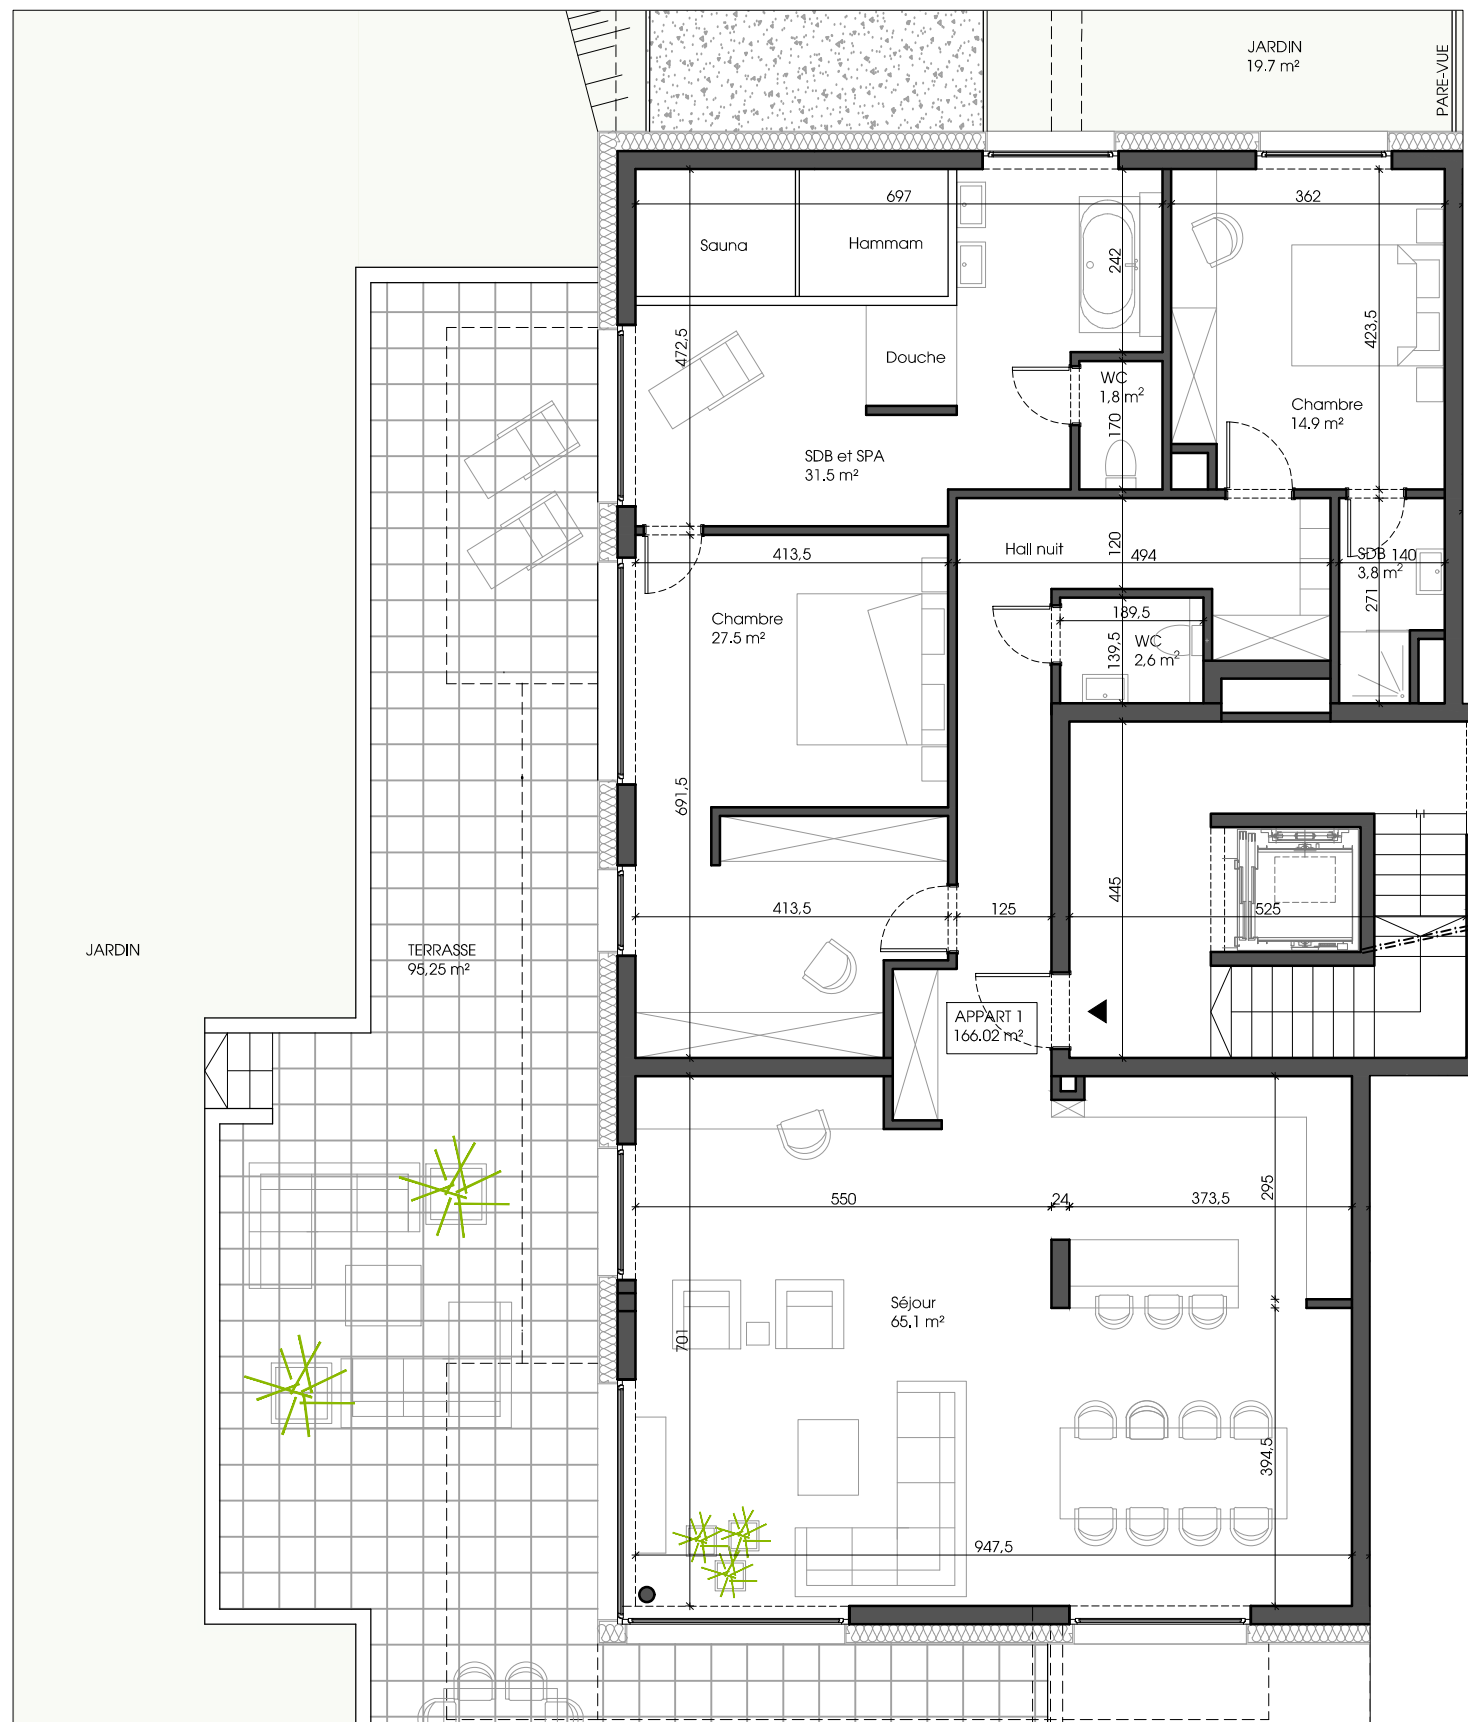 JARDIN
19.7 m²
PARE-VUE
697
362
Sauna
Hammam
242
472,5
423,5
Douche
WC
1,8 m²
170
Chambre
14.9 m²
SDB et SPA
31.5 m²
413,5
Hall nuit
120
494
SDB
140
3,8 m²
271
Chambre
27.5 m²
189,5
139,5
WC
2,6 m²
691,5
445
413,5
125
525
JARDIN
TERRASSE
95,25 m²
APPART 1
166.02 m²
550
24
373,5
295
Séjour
65.1 m²
701
394,5
947,5